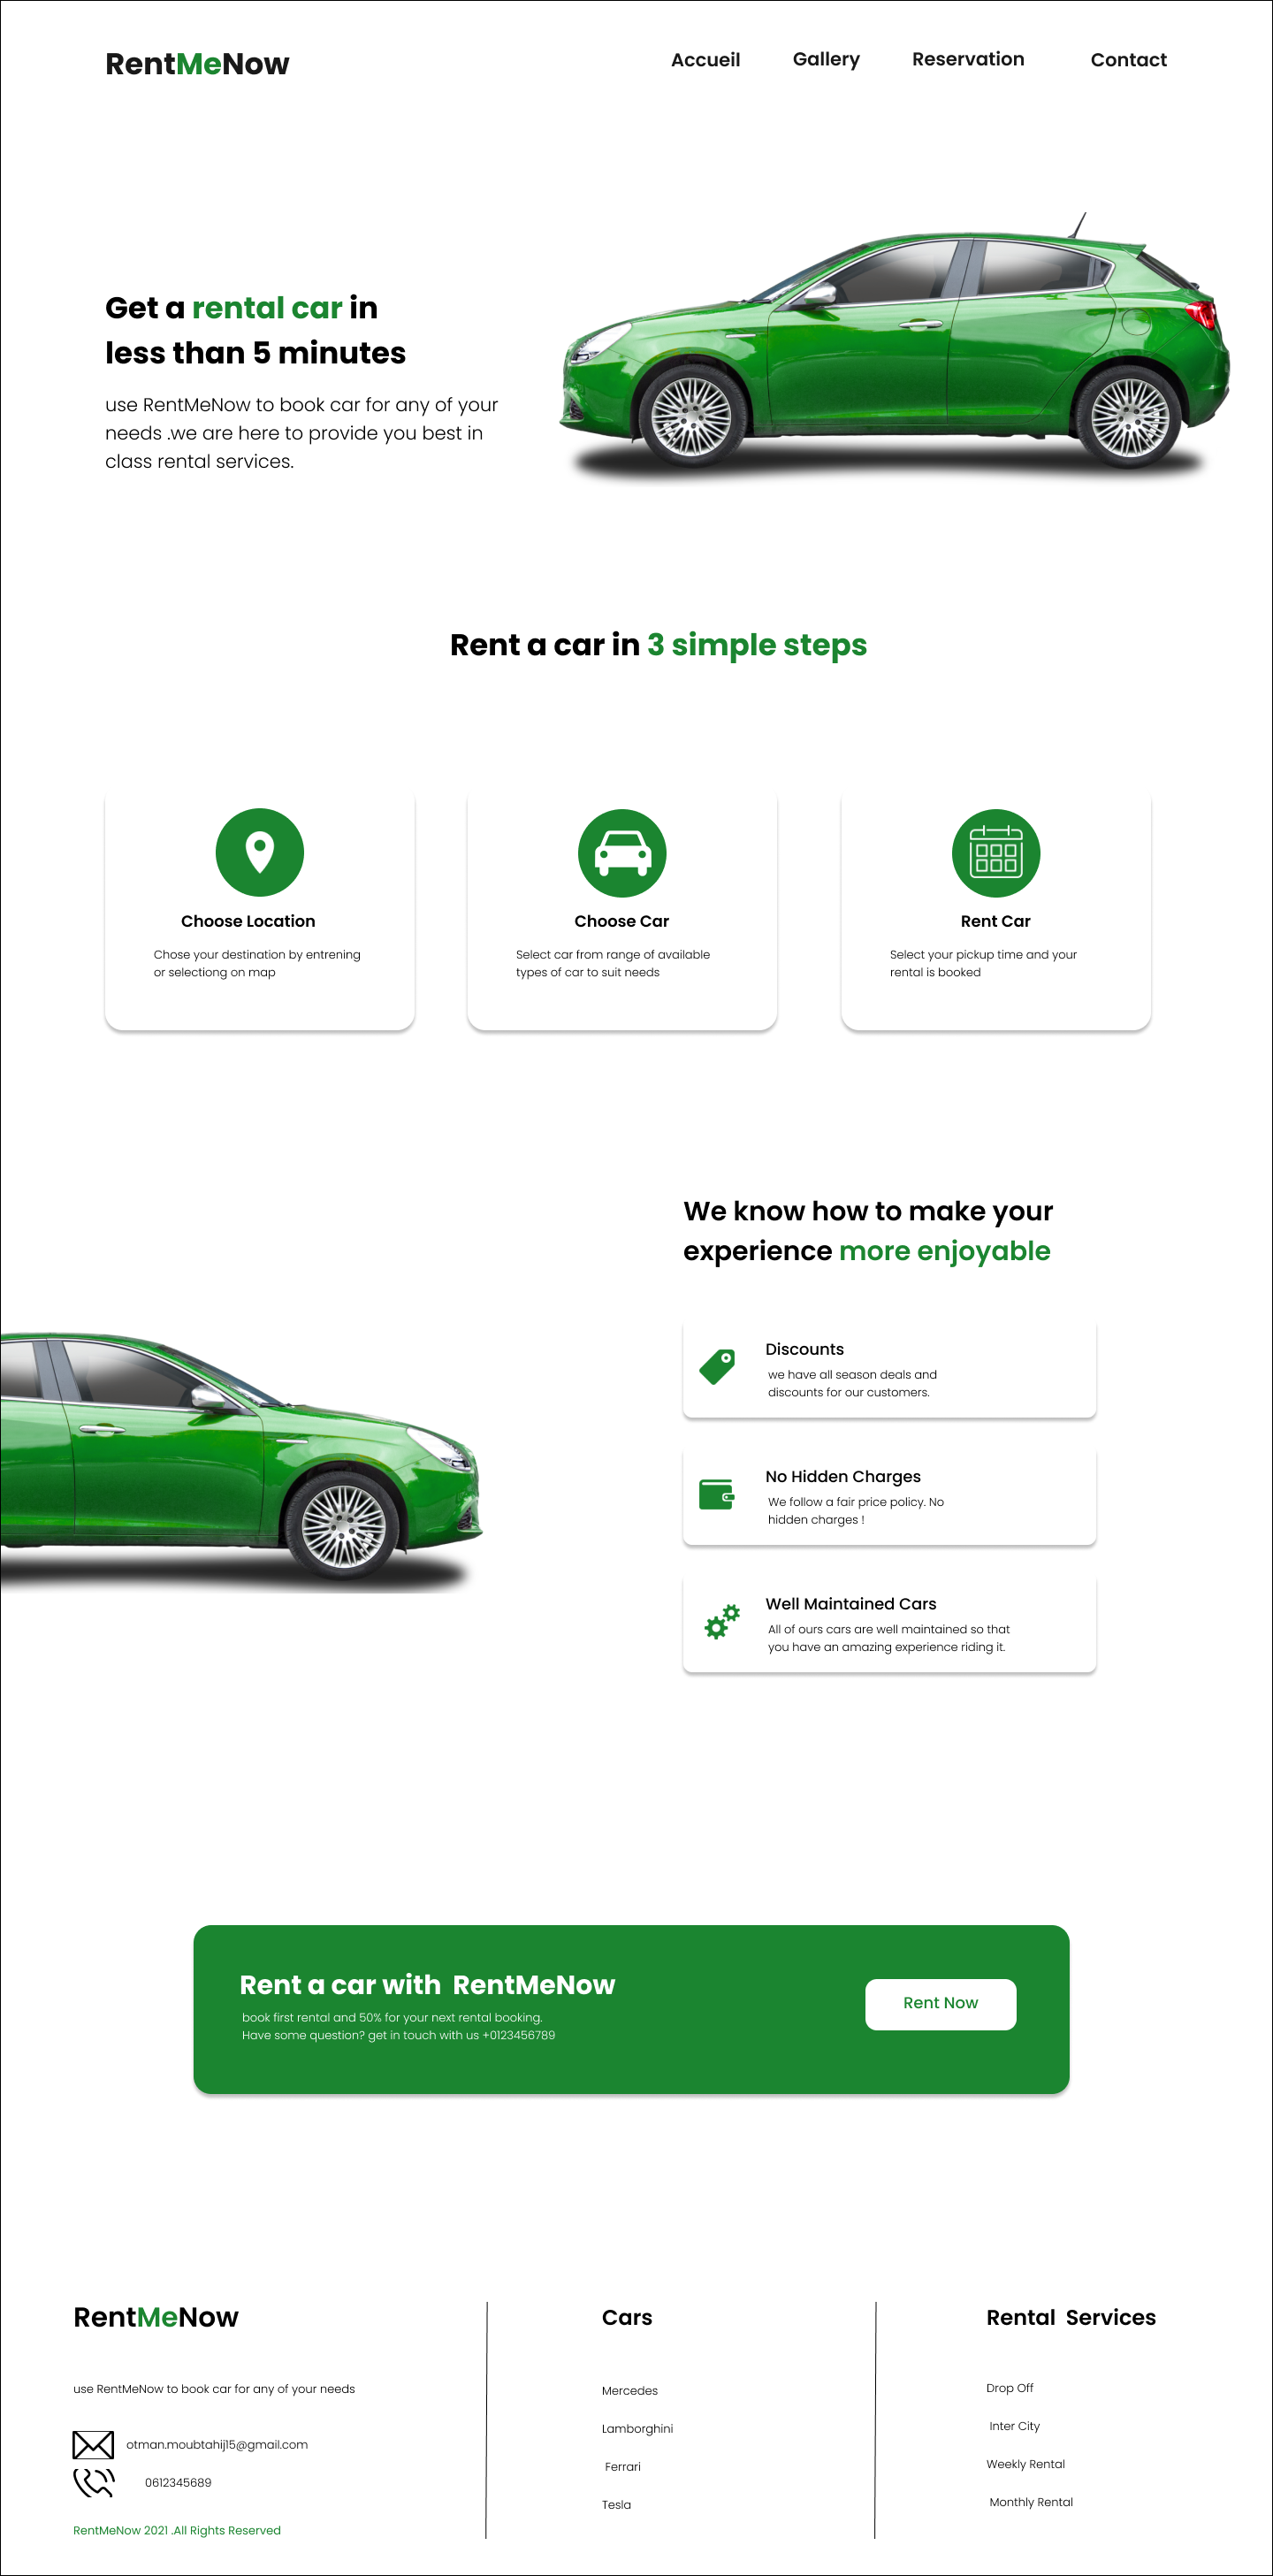 RentMeNow
Accueil
Gallery
Reservation
Contact
Get a rental car in
less than 5 minutes
use RentMeNow to book car for any of your
needs .we are here to provide you best in
class rental services.
Rent a car in 3 simple steps
Choose Location
Chose your destination by entrening
or selectiong on map
Choose Car
Select car from range of available
types of car to suit needs
Rent Car
Select your pickup time and your
rental is booked
We know how to make your
experience more enjoyable
Discounts
we have all season deals and
discounts for our customers.
No Hidden Charges
We follow a fair price policy. No
hidden charges !
Well Maintained Cars
All of ours cars are well maintained so that
you have an amazing experience riding it.
Rent a car with RentMeNow
book first rental and 50% for your next rental booking.
Have some question? get in touch with us +0123456789
Rent Now
RentMeNow
use RentMeNow to book car for any of your needs
otman.moubtahij15@gmail.com
0612345689
RentMeNow 2021 .All Rights Reserved
Cars
Mercedes
Lamborghini
Ferrari
Tesla
Rental Services
Drop Off
Inter City
Weekly Rental
Monthly Rental